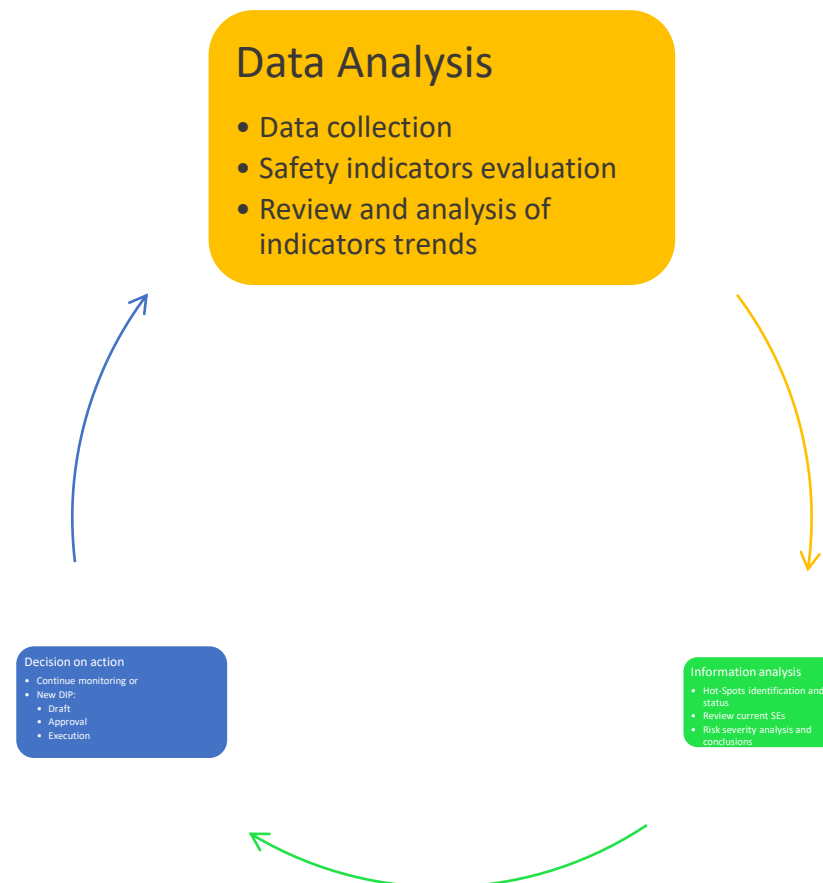 Data Analysis
• Data collection
• Safety indicators evaluation
• Review and analysis of
indicators trends
Decision on action
• Continue monitoring or
• New DIP:
• Draft
• Approval
• Execution
Information analysis
• Hot-Spots identification and
status
• Review current SEs
• Risk severity analysis and
conclusions